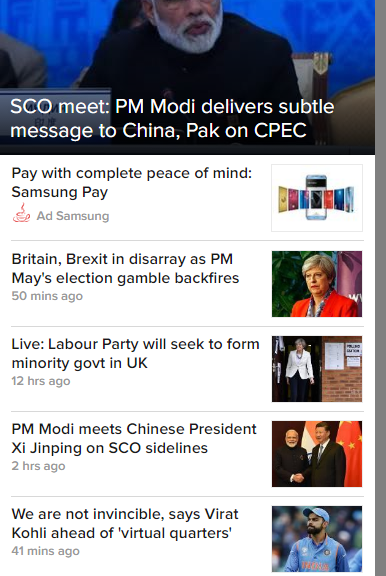 SCO meet: PM Modi delivers subtle
message to China, Pak on CPEC
Pay with complete peace of mind:
Samsung Pay
Ad Samsung
Britain, Brexit in disarray as PM
May's election gamble backfires
50 mins ago
Live: Labour Party will seek to form
minority govt in UK
12 hrs ago
PM Modi meets Chinese President
Xi Jinping on SCO sidelines
2 hrs ago
We are not invincible, says Virat
Kohli ahead of 'virtual quarters'
41 mins ago